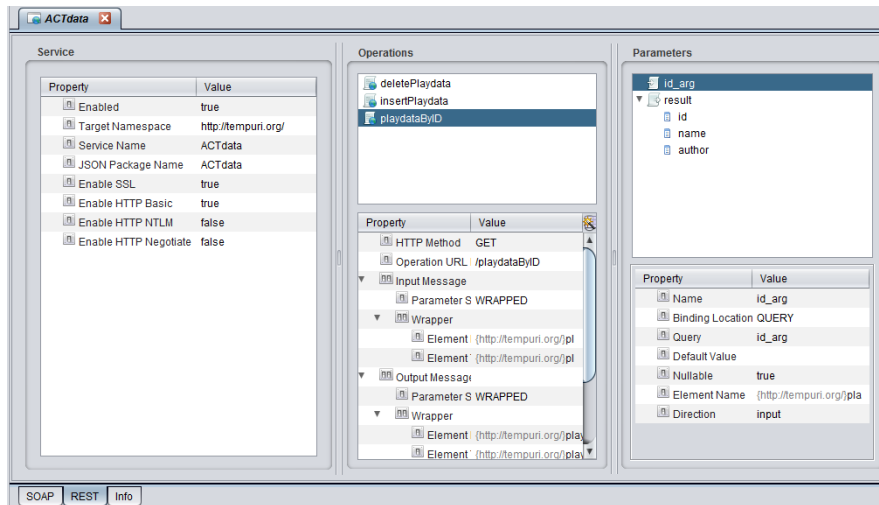 ACTdata
Service
Property Value
Enabled true
Target Namespace http://tempuri.org/
Service Name ACTdata
JSON Package Name ACTdata
Enable SSL true
Enable HTTP Basic true
Enable HTTP NTLM false
Enable HTTP Negotiate false
Operations
deletePlaydata
insertPlaydata
playdataByID
Property Value
HTTP Method GET
Operation URL /playdataByID
Input Message
Parameter S WRAPPED
Wrapper
Element {http://tempuri.org/}pl
Element {http://tempuri.org/}pl
Output Message
Parameter S WRAPPED
Wrapper
Element {http://tempuri.org/}play
Element {http://tempuri.org/}play
Parameters
id_arg
result
id
name
author
Property Value
Name id_arg
Binding Location QUERY
Query id_arg
Default Value
Nullable true
Element Name {http://tempuri.org/}pla
Direction input
SOAP REST Info